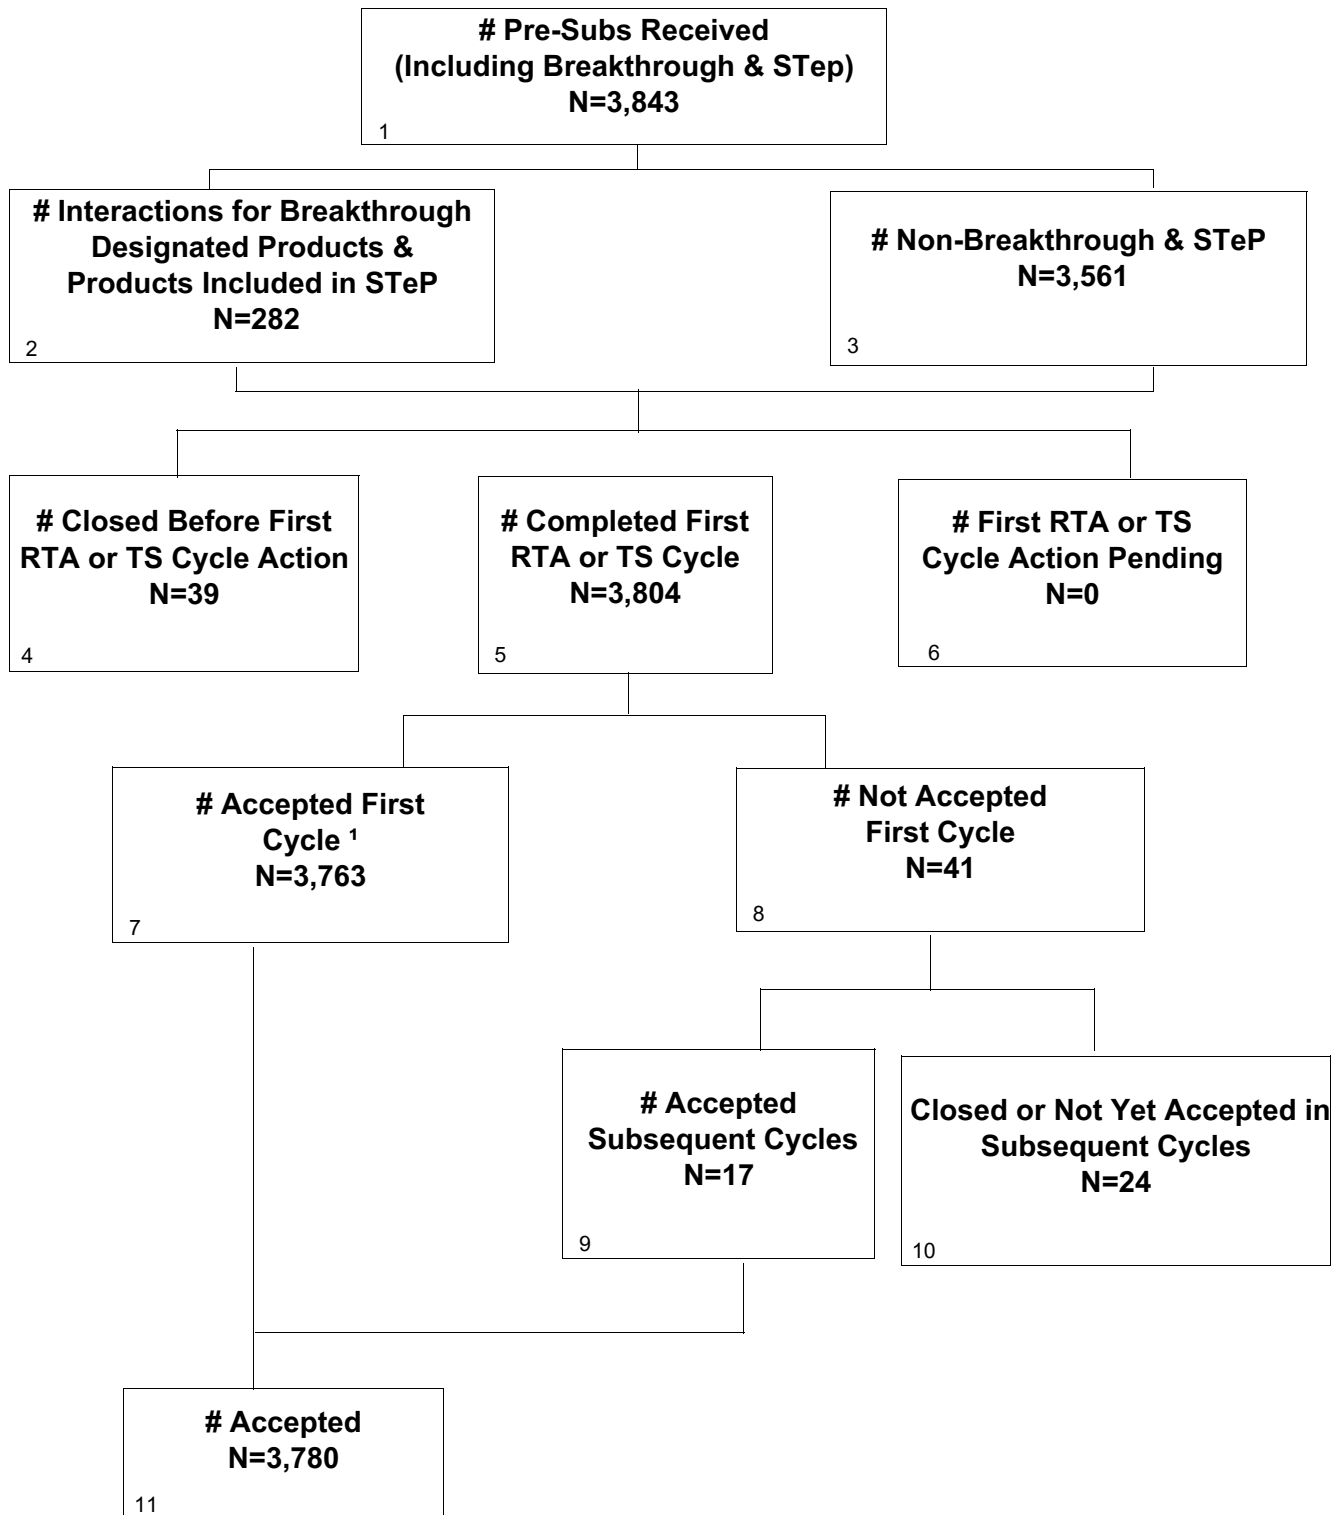 # Pre-Subs Received
(Including Breakthrough & STep)
N=3,843
1
# Interactions for Breakthrough
Designated Products &
Products Included in STeP
N=282
2
# Non-Breakthrough & STeP
N=3,561
3
# Closed Before First
RTA or TS Cycle Action
N=39
4
# Completed First
RTA or TS Cycle
N=3,804
5
# First RTA or TS
Cycle Action Pending
N=0
6
# Accepted First
Cycle ¹
N=3,763
7
# Not Accepted
First Cycle
N=41
8
# Accepted
Subsequent Cycles
N=17
9
Closed or Not Yet Accepted in
Subsequent Cycles
N=24
10
# Accepted
N=3,780
11